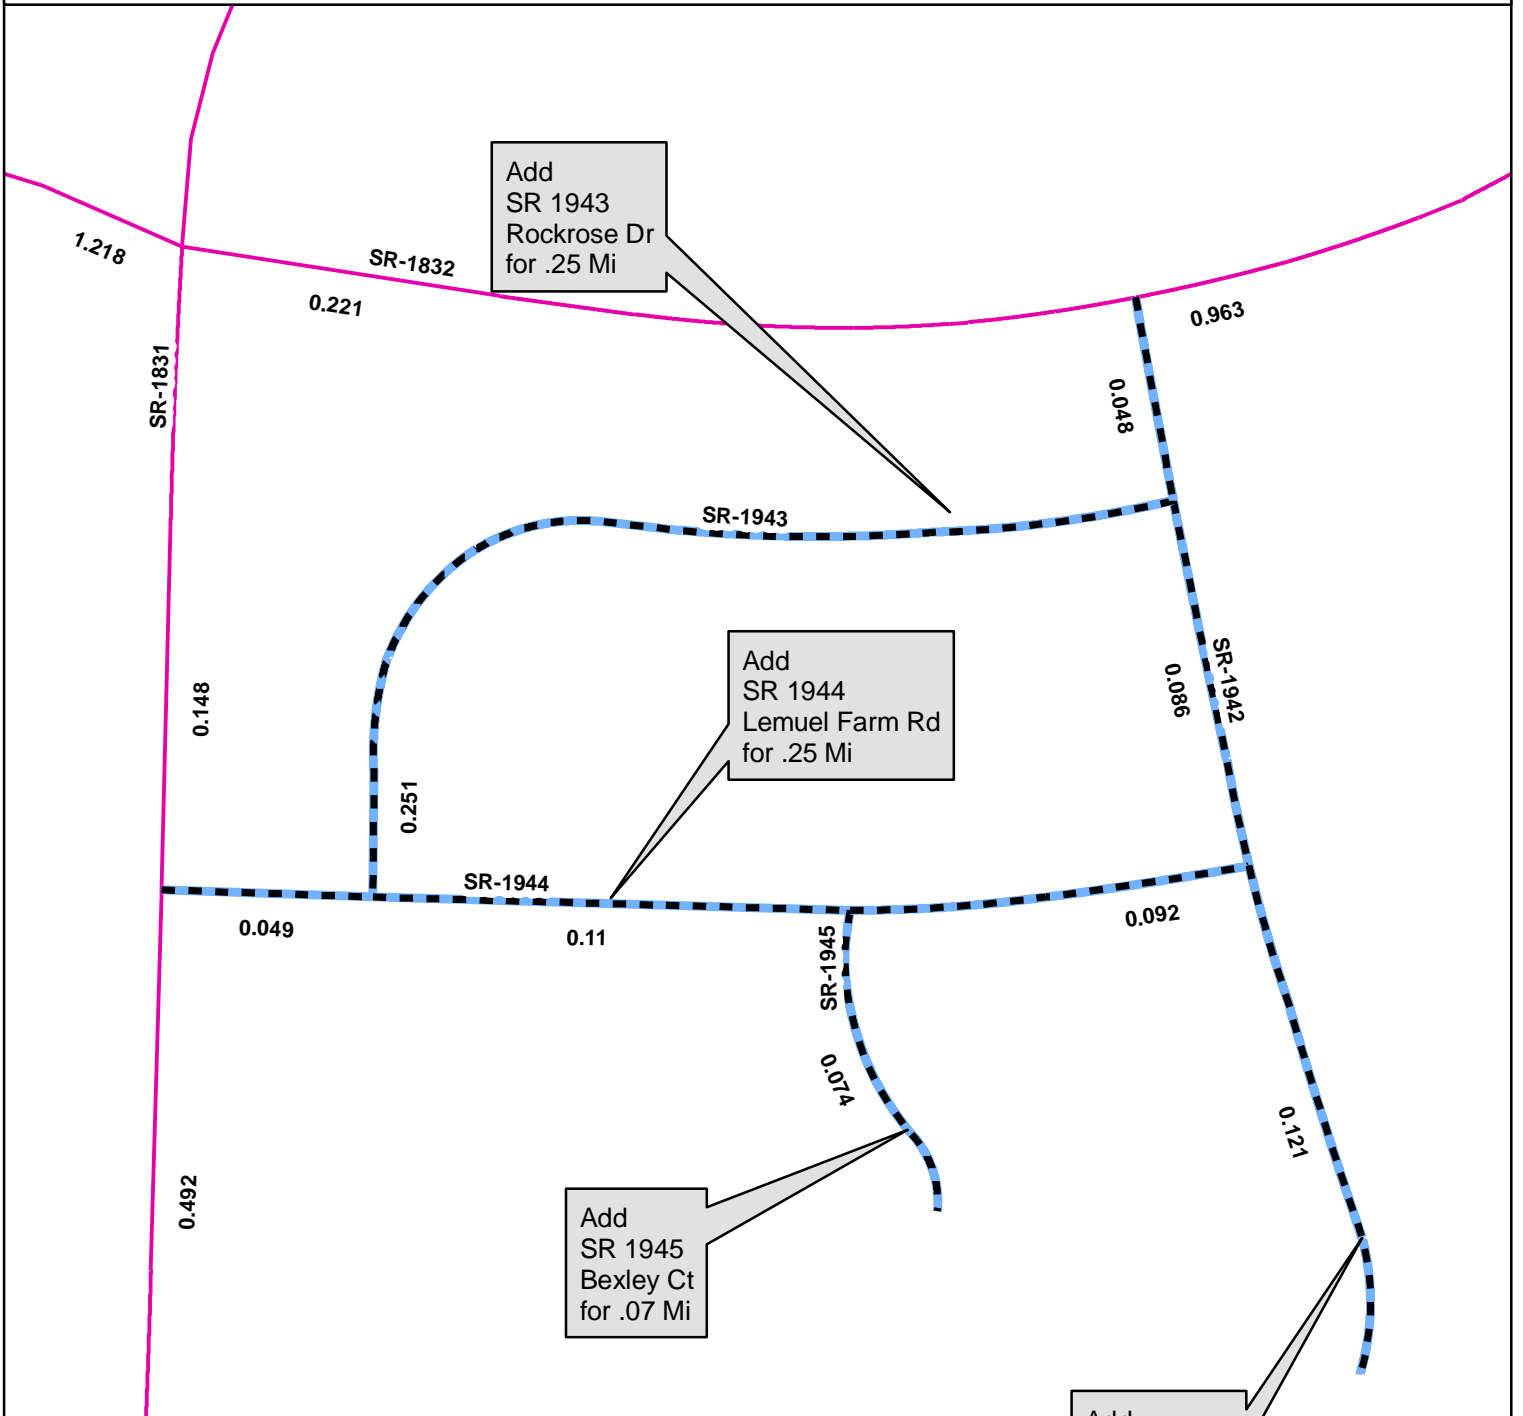 Add
SR 1943
Rockrose Dr
for .25 Mi
1.218
SR-1832
0.221
0.963
SR-1831
0.048
SR-1943
Add
SR 1944
Lemuel Farm Rd
for .25 Mi
SR-1942
0.086
0.148
0.251
SR-1944
0.049
0.11
0.092
SR-1945
0.074
0.121
0.492
Add
SR 1945
Bexley Ct
for .07 Mi
Add